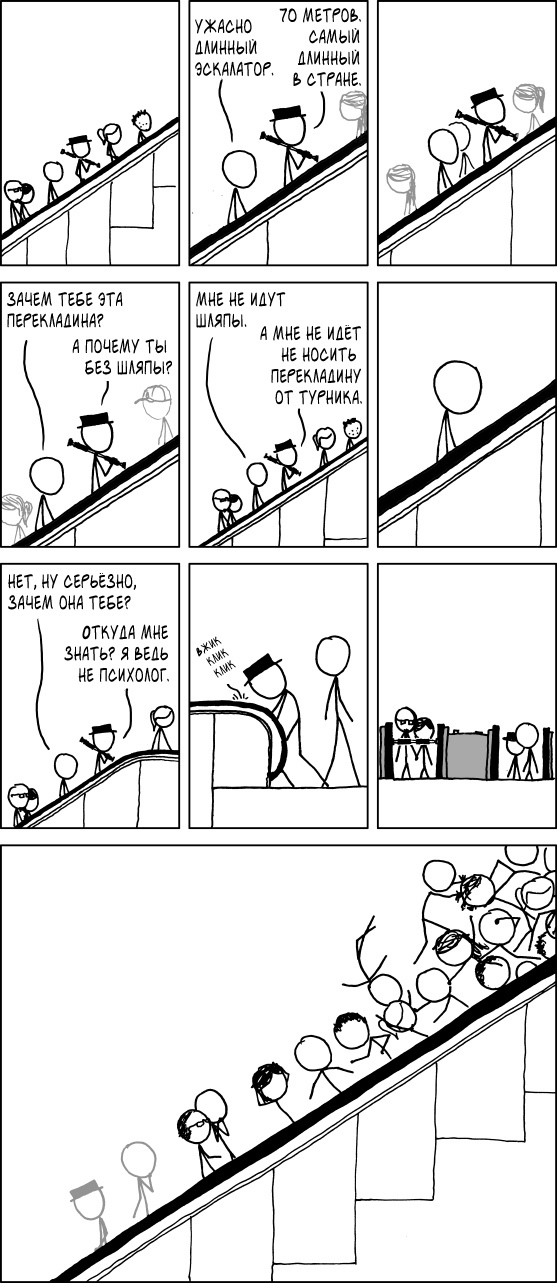 УЖАСНО
ДЛИННЫЙ
ЭСКАЛАТОР.
70 МЕТРОВ.
САМЫЙ
ДЛИННЫЙ
В СТРАНЕ.
ЗАЧЕМ ТЕБЕ ЭТА
ПЕРЕКЛАДИНА?
А ПОЧЕМУ ТЫ
БЕЗ ШЛЯПЫ?
МНЕ НЕ ИДУТ
ШЛЯПЫ.
А МНЕ НЕ ИДЁТ
НЕ НОСИТЬ
ПЕРЕКЛАДИНУ
ОТ ТУРНИКА.
НЕТ, НУ СЕРЬЁЗНО,
ЗАЧЕМ ОНА ТЕБЕ?
ОТКУДА МНЕ
ЗНАТЬ? Я ВЕДЬ
НЕ ПСИХОЛОГ.
ВЖИК
КЛИК
КЛИК